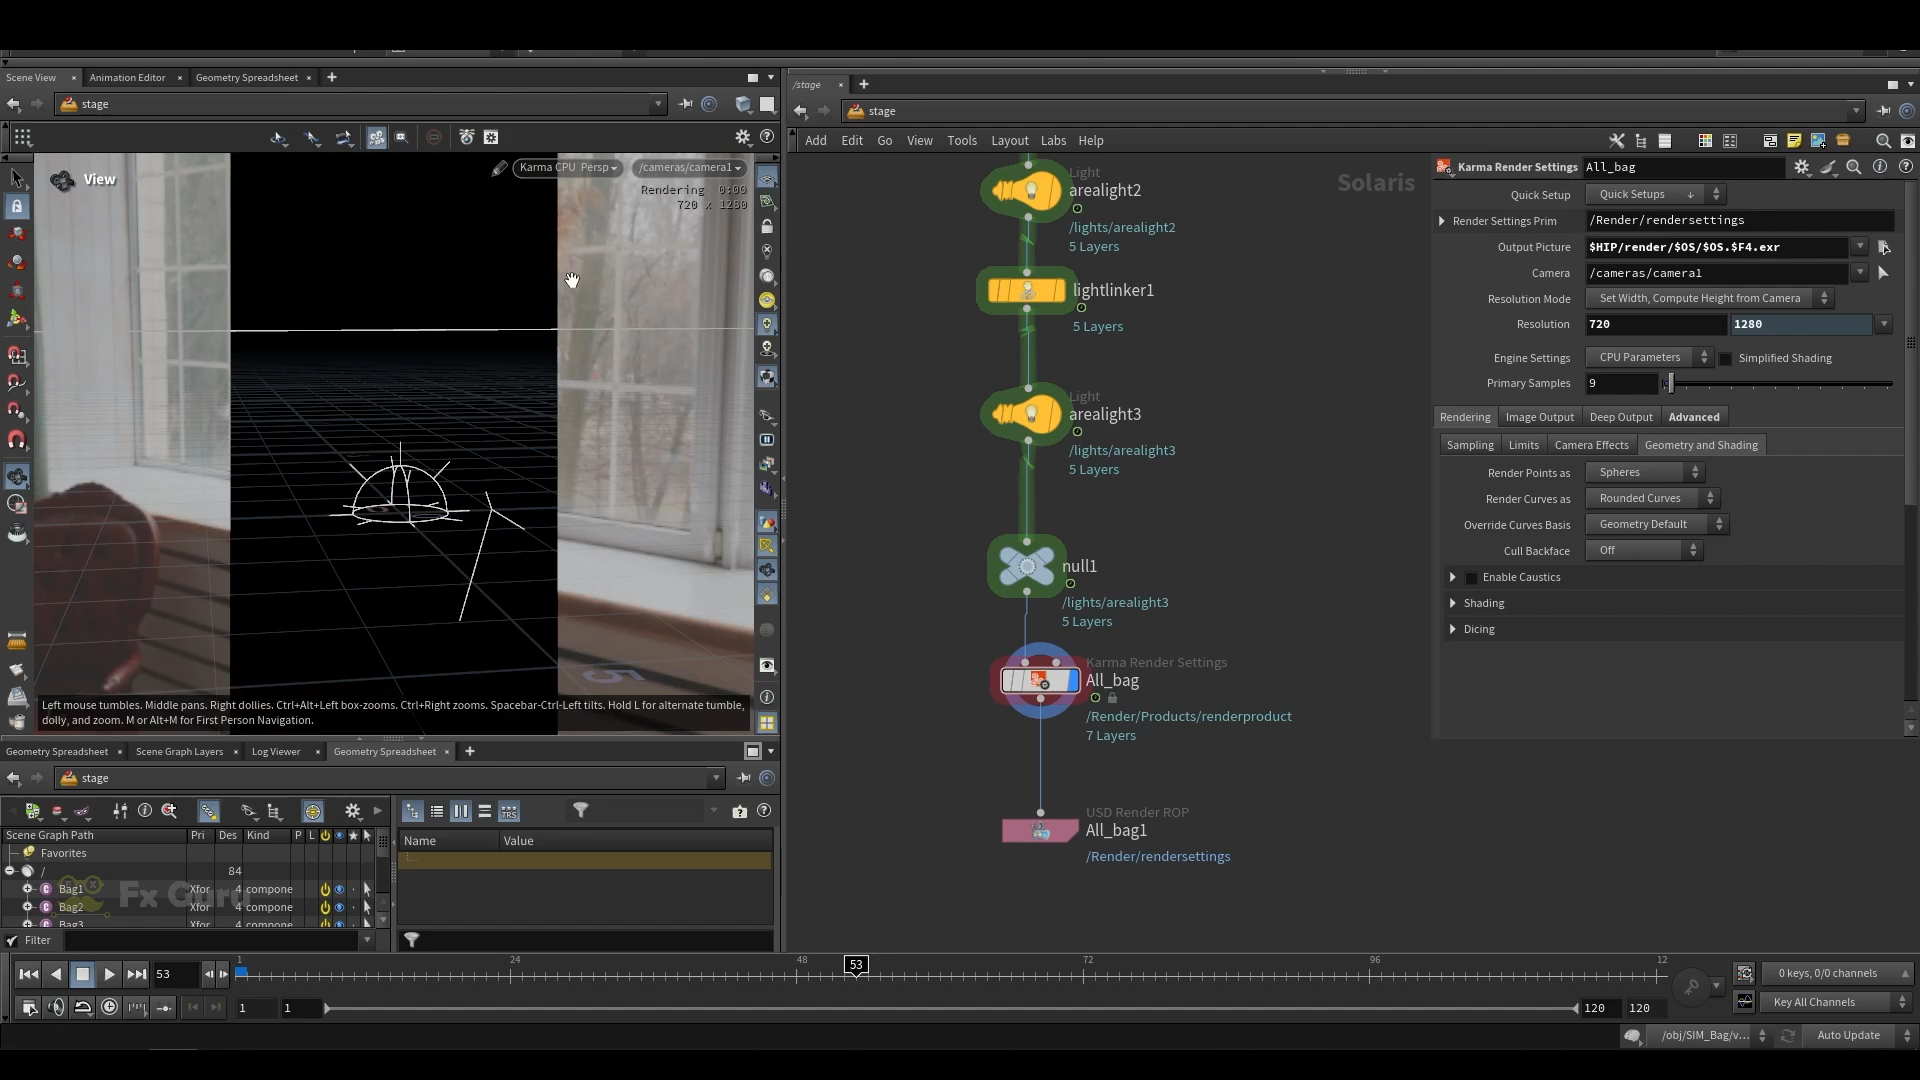 Scene View
Animation Editor
Geometry Spreadsheet
stage
View
Karma CPU Persp
/cameras/camera1
Rendering 0:00
720 x 1280
Left mouse tumbles. Middle pans. Right dollies. Ctrl+Alt+Left box-zooms. Ctrl+Right zooms. Spacebar-Ctrl-Left tilts. Hold L for alternate tumble,
dolly, and zoom. M or Alt+M for First Person Navigation.
/stage
stage
Add Edit Go View Tools Layout Labs Help
Solaris
Light
arealight2
/lights/arealight2
5 Layers
lightlinker1
5 Layers
Light
arealight3
/lights/arealight3
5 Layers
null1
/lights/arealight3
5 Layers
Karma Render Settings
All_bag
/Render/Products/renderproduct
7 Layers
USD Render ROP
All_bag1
/Render/rendersettings
Karma Render Settings All_bag
Quick Setup Quick Setups
Render Settings Prim /Render/rendersettings
Output Picture $HIP/render/$OS/$OS.$F4.exr
Camera /cameras/camera1
Resolution Mode Set Width, Compute Height from Camera
Resolution 720 1280
Engine Settings CPU Parameters Simplified Shading
Primary Samples 9
Rendering Image Output Deep Output Advanced
Sampling Limits Camera Effects Geometry and Shading
Render Points as Spheres
Render Curves as Rounded Curves
Override Curves Basis Geometry Default
Cull Backface Off
Enable Caustics
Shading
Dicing
Geometry Spreadsheet
Scene Graph Layers
Log Viewer
Geometry Spreadsheet
stage
Scene Graph Path Pri Des Kind P L
Favorites
/ 84
Bag1 Xfor 4 compone
Bag2 Xfor 4 compone
Bag3 Xfor 4 compone
Fx Guru
Filter
Name Value
53
1 24 48 53 72 96 12
1 1 120 120
0 keys, 0/0 channels
Key All Channels
/obj/SIM_Bag/v...
Auto Update